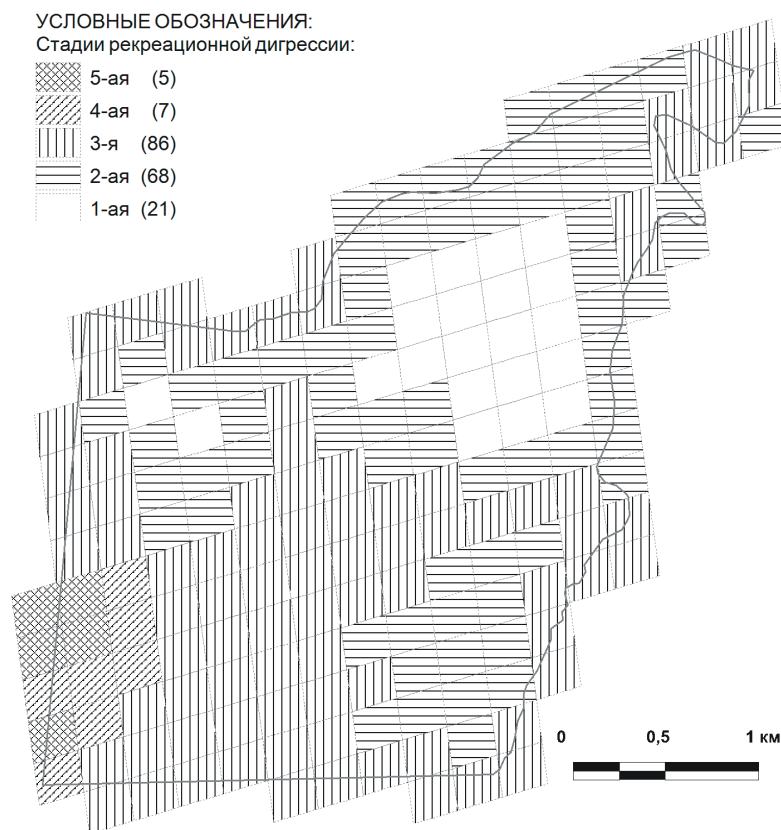 УСЛОВНЫЕ ОБОЗНАЧЕНИЯ:
Стадии рекреационной дигрессии:
5-ая (5)
4-ая (7)
3-я (86)
2-ая (68)
1-ая (21)
0 0,5 1 км